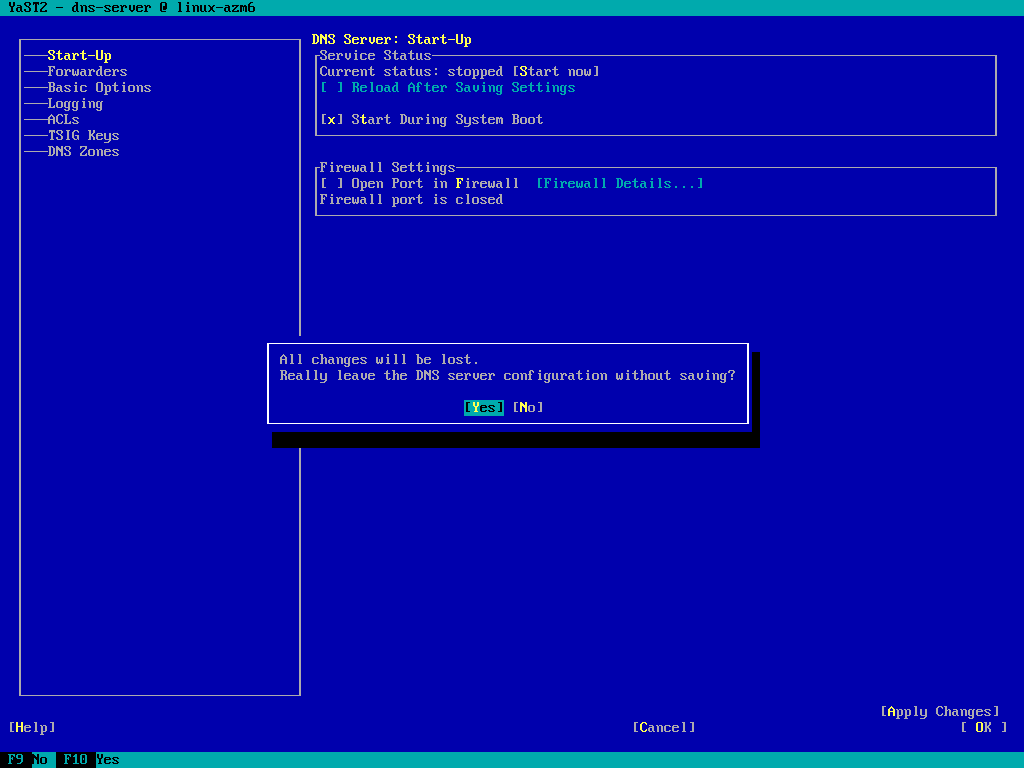 YaST2 - dns-server @ linux-azm6
Start-Up
Forwarders
Basic Options
Logging
ACLs
TSIG Keys
DNS Zones
DNS Server: Start-Up
Service Status
Current status: stopped [Start now]
[ ] Reload After Saving Settings
[x] Start During System Boot
Firewall Settings
[ ] Open Port in Firewall [Firewall Details...]
Firewall port is closed
All changes will be lost.
Really leave the DNS server configuration without saving?
[Yes] [No]
[Apply Changes]
[Help] [Cancel] [ OK ]
F9 No F10 Yes